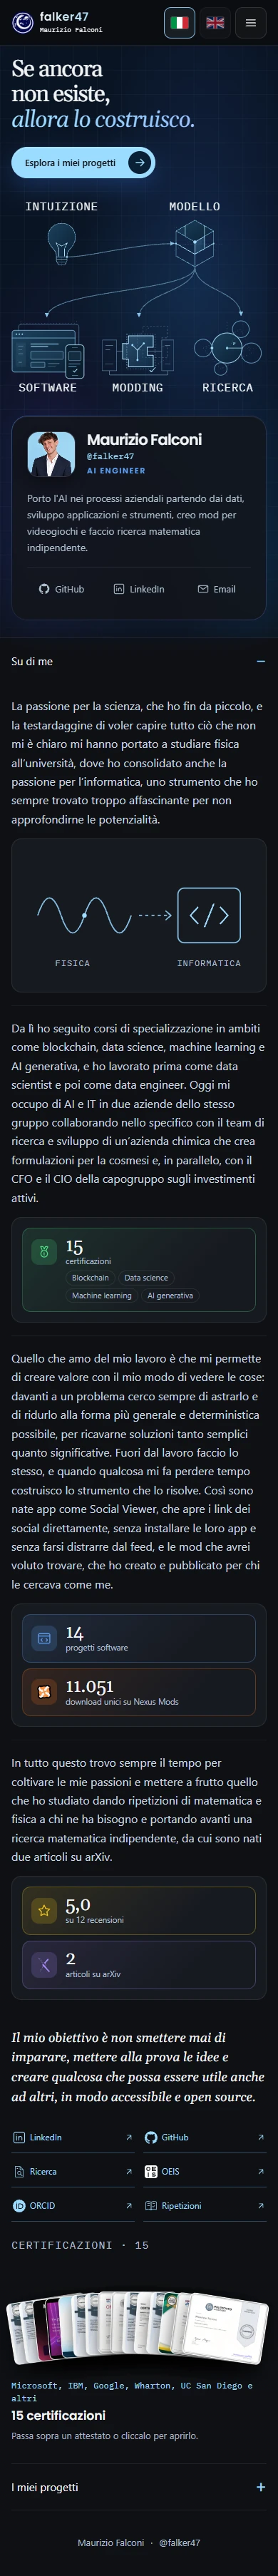 falker47
Maurizio Falconi
Se ancora
non esiste,
allora lo costruisco.
Esplora i miei progetti
INTUIZIONE
MODELLO
SOFTWARE
MODDING
RICERCA
Maurizio Falconi
@falker47
AI ENGINEER
Porto l'AI nei processi aziendali partendo dai dati,
sviluppo applicazioni e strumenti, creo mod per
videogiochi e faccio ricerca matematica
indipendente.
GitHub
LinkedIn
Email
Su di me
La passione per la scienza, che ho fin da piccolo, e
la testardaggine di voler capire tutto ciò che non
mi è chiaro mi hanno portato a studiare fisica
all'università, dove ho consolidato anche la
passione per l'informatica, uno strumento che ho
sempre trovato troppo affascinante per non
approfondirne le potenzialità.
FISICA
INFORMATICA
Da lì ho seguito corsi di specializzazione in ambiti
come blockchain, data science, machine learning e
AI generativa, e ho lavorato prima come data
scientist e poi come data engineer. Oggi mi
occupo di AI e IT in due aziende dello stesso
gruppo collaborando nello specifico con il team di
ricerca e sviluppo di un'azienda chimica che crea
formulazioni per la cosmesi e, in parallelo, con il
CFO e il CIO della capogruppo sugli investimenti
attivi.
15
certificazioni
Blockchain
Data science
Machine learning
AI generativa
Quello che amo del mio lavoro è che mi permette
di creare valore con il mio modo di vedere le cose:
davanti a un problema cerco sempre di astrarlo e
di ridurlo alla forma più generale e deterministica
possibile, per ricavarne soluzioni tanto semplici
quanto significative. Fuori dal lavoro faccio lo
stesso, e quando qualcosa mi fa perdere tempo
costruisco lo strumento che lo risolve. Così sono
nate app come Social Viewer, che apre i link dei
social direttamente, senza installare le loro app e
senza farsi distrarre dal feed, e le mod che avrei
voluto trovare, che ho creato e pubblicato per chi
le cercava come me.
14
progetti software
11.051
download unici su Nexus Mods
In tutto questo trovo sempre il tempo per
coltivare le mie passioni e mettere a frutto quello
che ho studiato dando ripetizioni di matematica e
fisica a chi ne ha bisogno e portando avanti una
ricerca matematica indipendente, da cui sono nati
due articoli su arXiv.
5,0
su 12 recensioni
2
articoli su arXiv
Il mio obiettivo è non smettere mai di
imparare, mettere alla prova le idee e
creare qualcosa che possa essere utile anche
ad altri, in modo accessibile e open source.
LinkedIn
GitHub
Ricerca
OEIS
ORCID
Ripetizioni
CERTIFICAZIONI · 15
Microsoft, IBM, Google, Wharton, UC San Diego e
altri
15 certificazioni
Passa sopra un attestato o cliccalo per aprirlo.
I miei progetti
Maurizio Falconi · @falker47